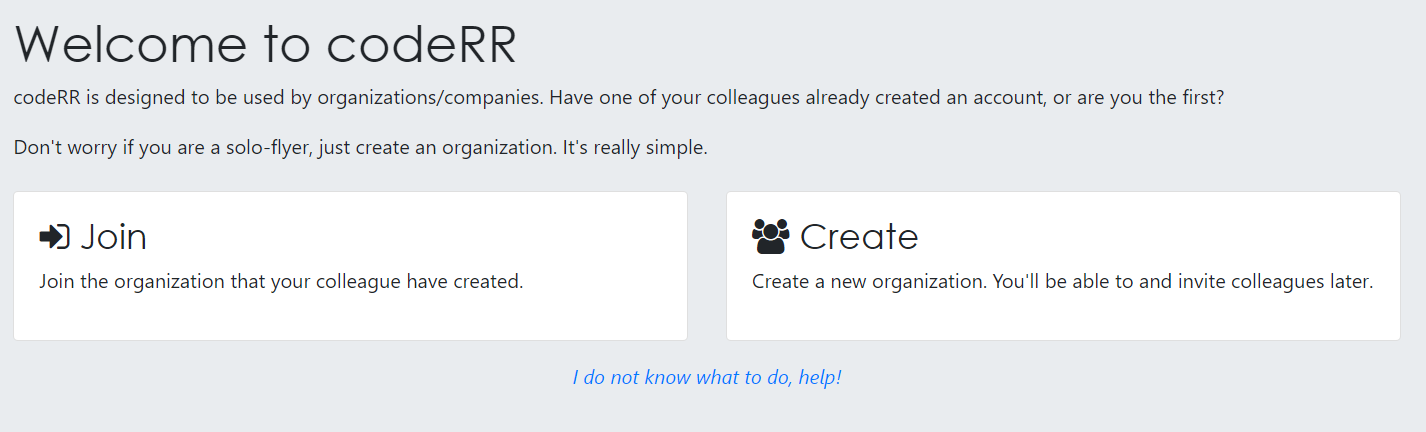 Welcome to codeRR
codeRR is designed to be used by organizations/companies. Have one of your colleagues already created an account, or are you the first?
Don't worry if you are a solo-flyer, just create an organization. It's really simple.
Join
Join the organization that your colleague have created.
Create
Create a new organization. You'll be able to and invite colleagues later.
I do not know what to do, help!